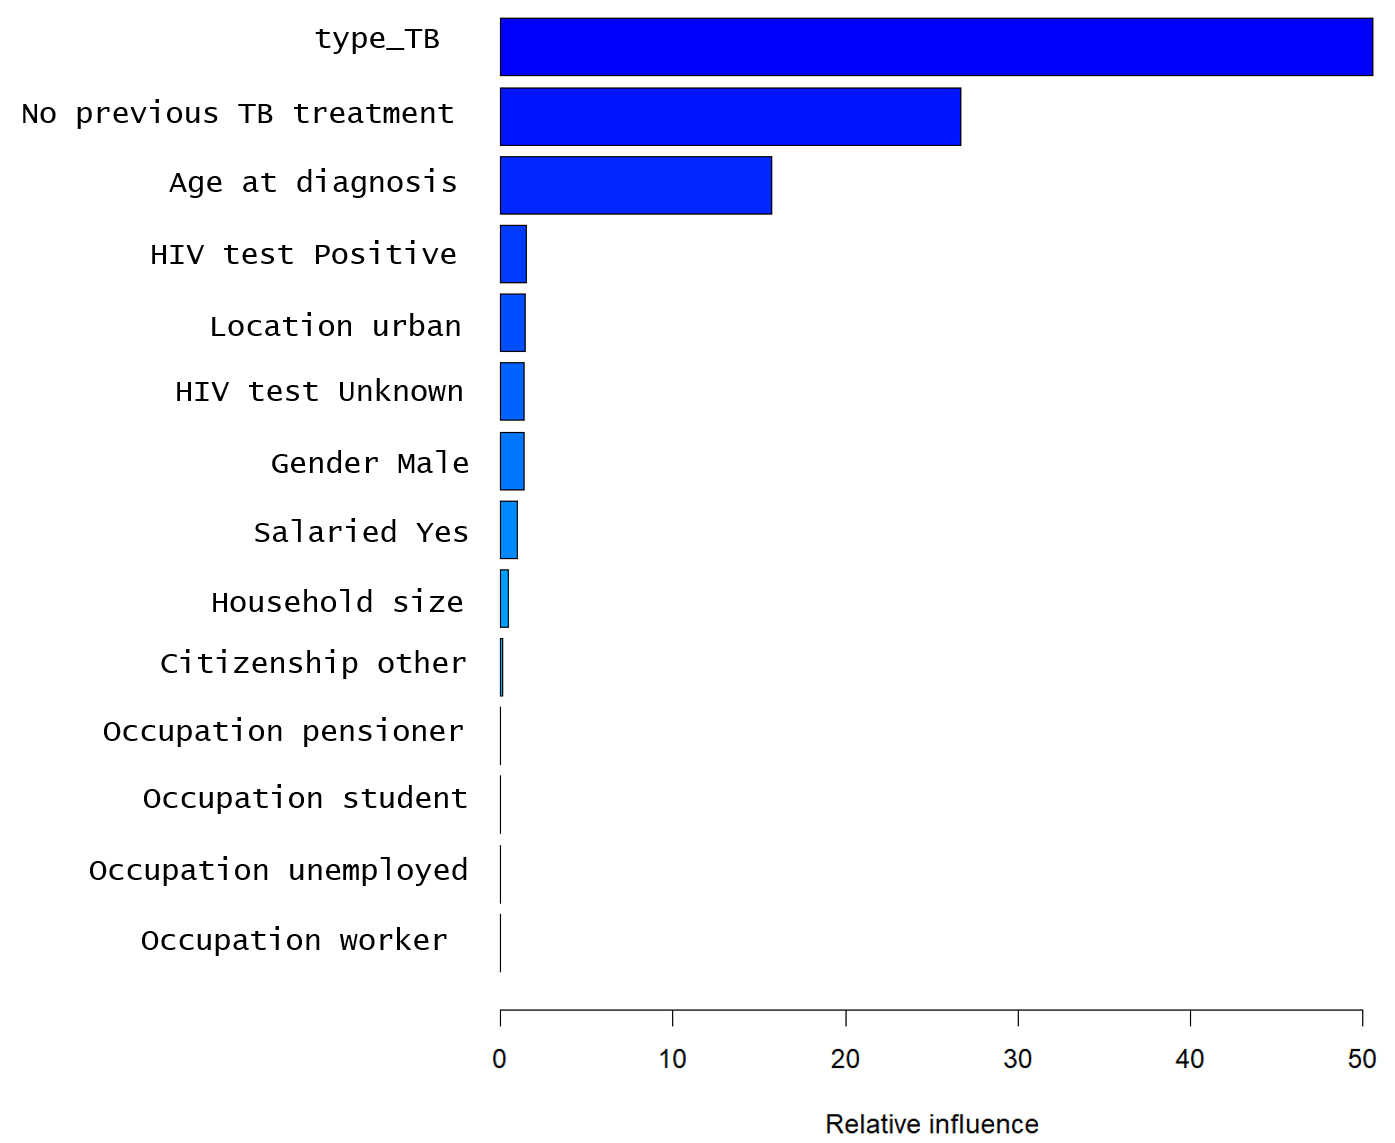 type_TB
No previous TB treatment
Age at diagnosis
HIV test Positive
Location urban
HIV test Unknown
Gender Male
Salaried Yes
Household size
Citizenship other
Occupation pensioner
Occupation student
Occupation unemployed
Occupation worker
0 10 20 30 40 50
Relative influence